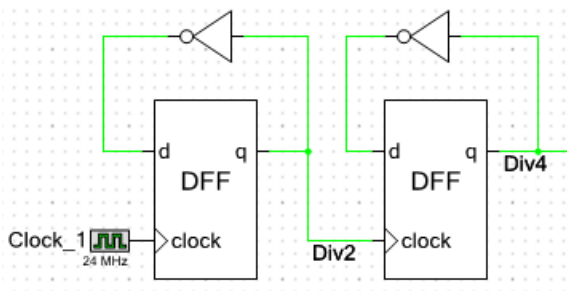 d q
DFF
clock
Clock_1
24 MHz
Div2
d q
DFF
clock
Div4